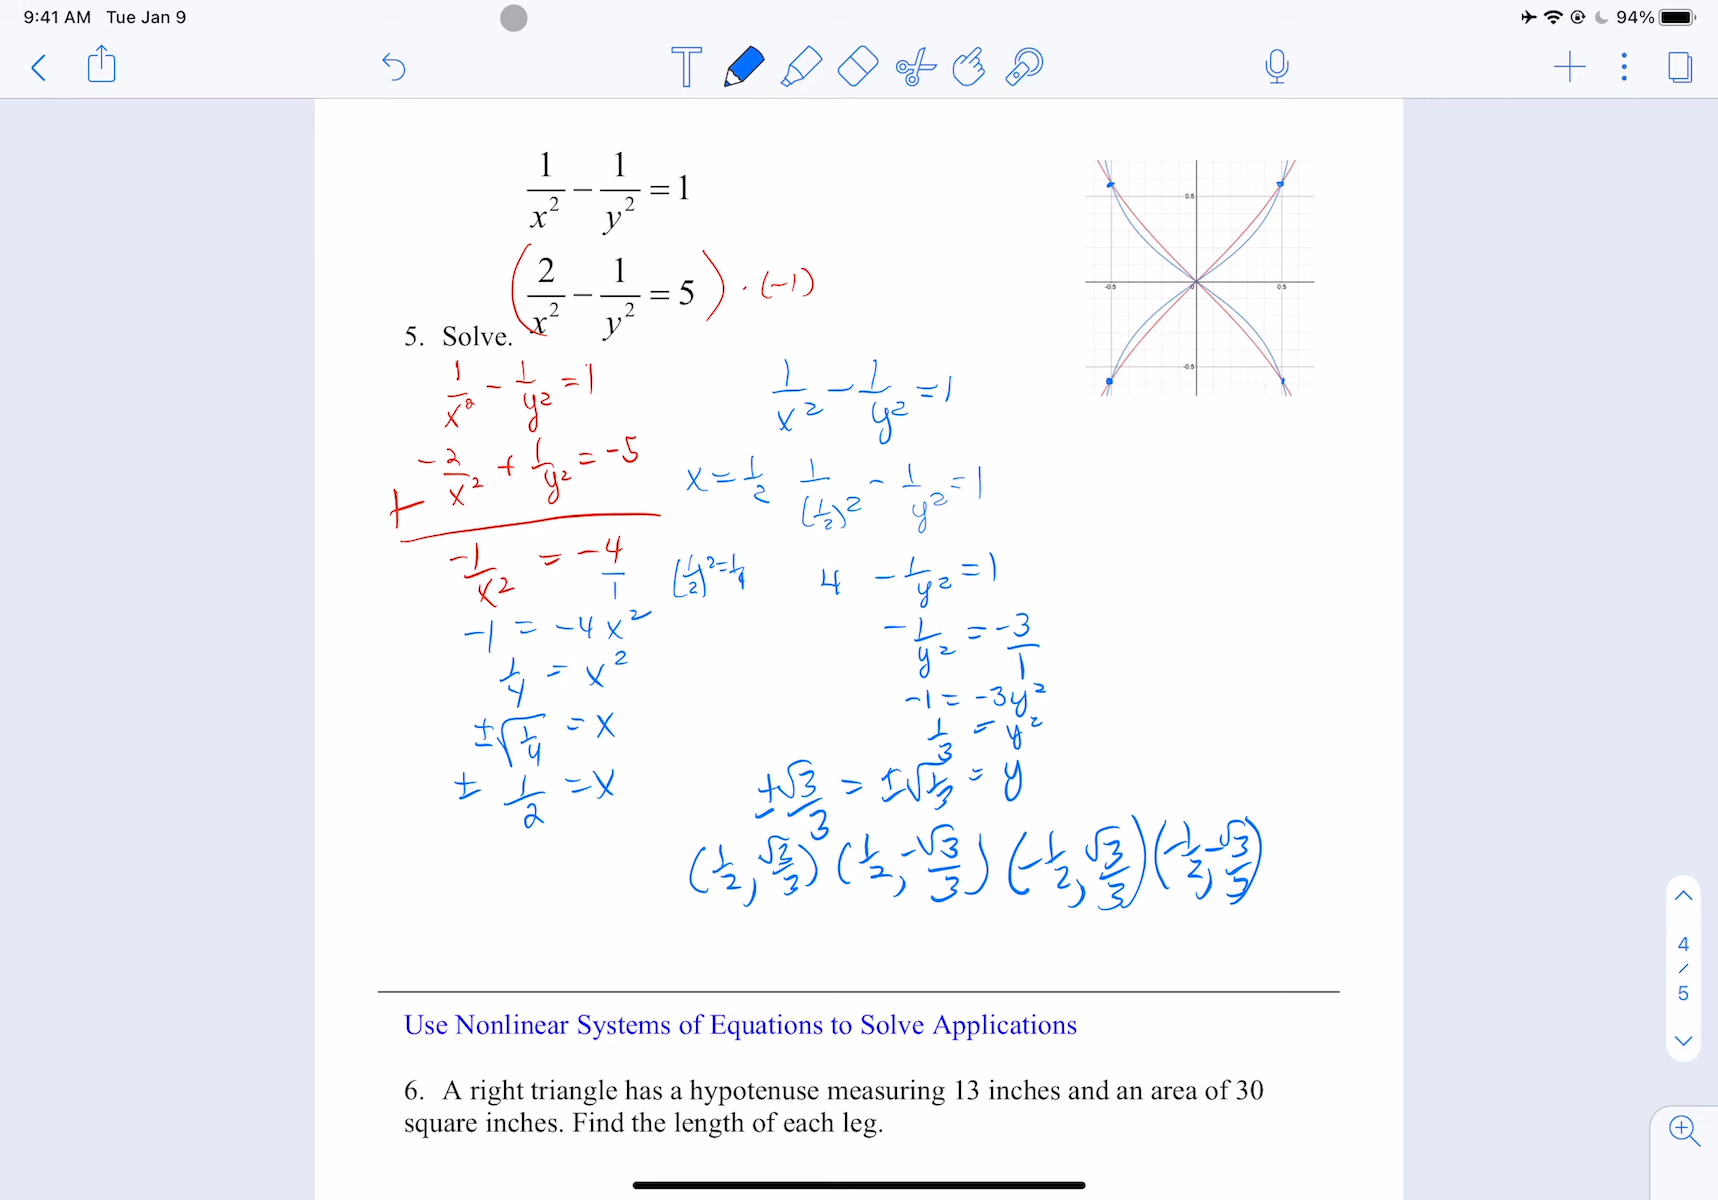 9:41 AM Tue Jan 9
94%
1/x² − 1/y² = 1
(2/x² − 1/y² = 5) · (−1)
5. Solve.
1/x² − 1/y² = 1
+ −2/x² + 1/y² = −5
−1/x² = −4/1
−1 = −4x²
1/4 = x²
±√(1/4) = x
± 1/2 = x
1/x² − 1/y² = 1
x = 1/2 1/(1/2)² − 1/y² = 1
(1/2)² = 1/4 4 − 1/y² = 1
−1/y² = −3/1
−1 = −3y²
1/3 = y²
±√3/3 = ±√(1/3) = y
(1/2, √3/3) (1/2, −√3/3) (−1/2, √3/3) (−1/2, −√3/3)
0.5
-0.5 0 0.5
-0.5
Use Nonlinear Systems of Equations to Solve Applications
6. A right triangle has a hypotenuse measuring 13 inches and an area of 30
square inches. Find the length of each leg.
4
/
5